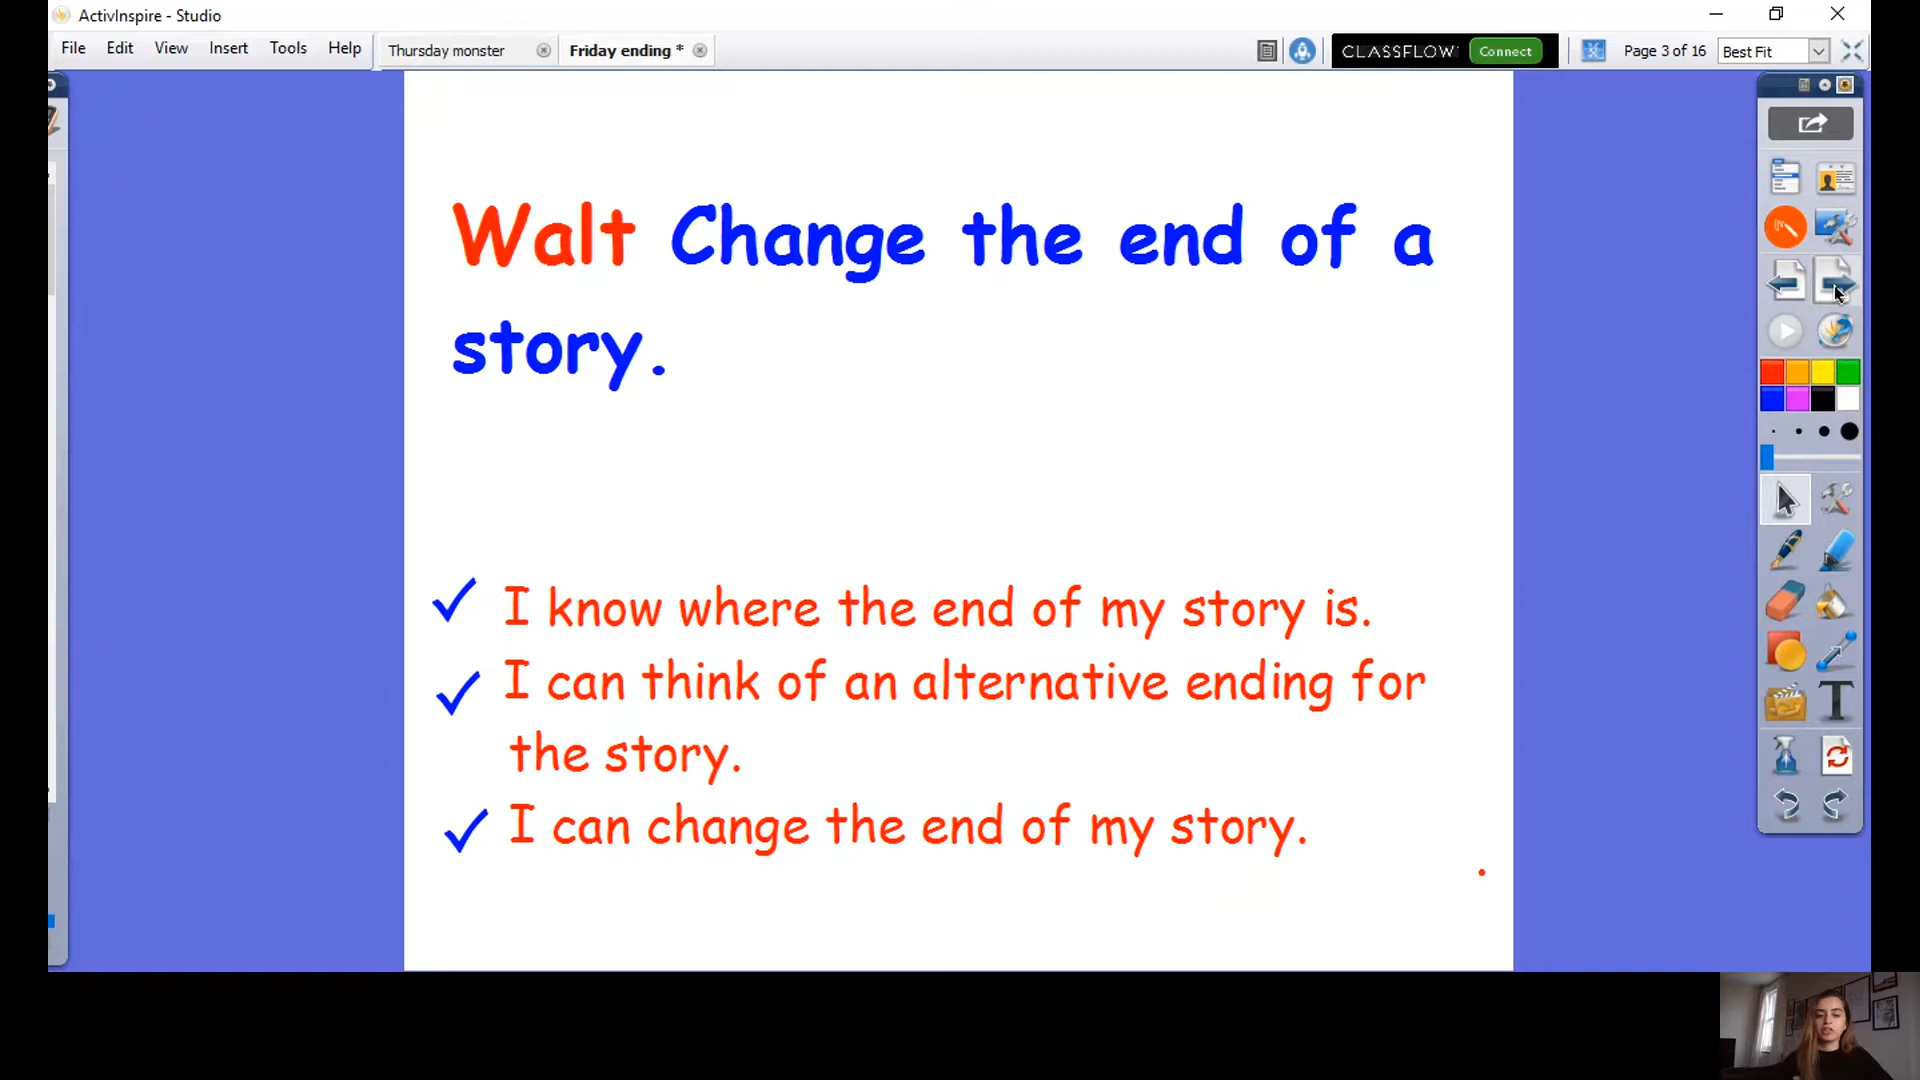 ActivInspire - Studio
File Edit View Insert Tools Help
Thursday monster
Friday ending *
CLASSFLOW
Connect
Page 3 of 16
Best Fit
Walt Change the end of a
story.
✓ I know where the end of my story is.
✓ I can think of an alternative ending for
the story.
✓ I can change the end of my story.
.
T